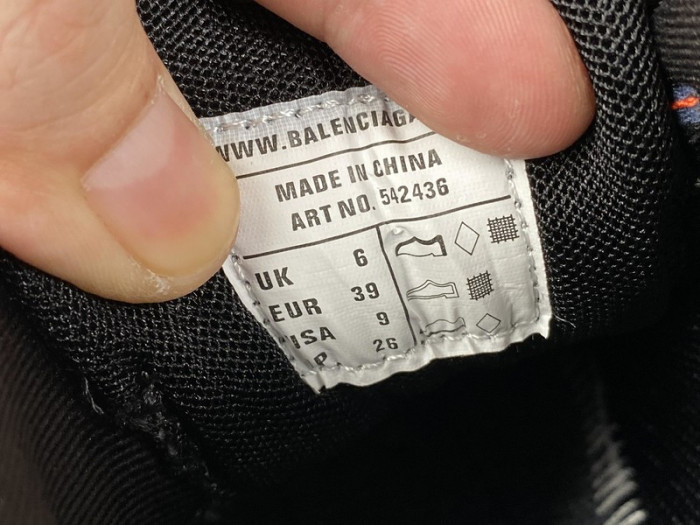 WWW.BALENCIAGA
MADE IN CHINA
ART NO. 542436
UK 6
EUR 39
USA 9
26